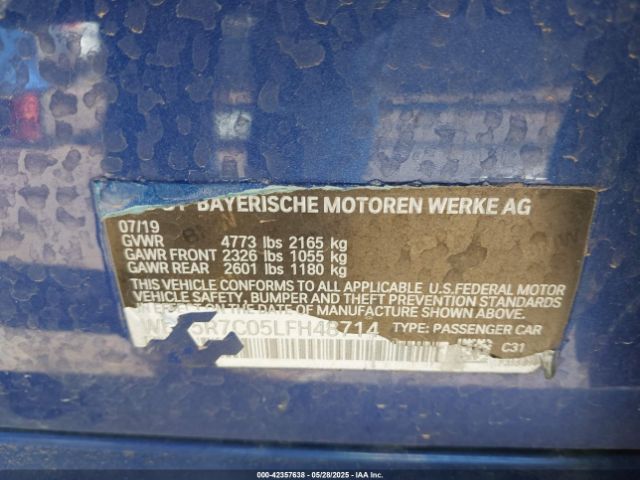 BAYERISCHE MOTOREN WERKE AG
07/19
GVWR 4773 lbs 2165 kg
GAWR FRONT 2326 lbs 1055 kg
GAWR REAR 2601 lbs 1180 kg
THIS VEHICLE CONFORMS TO ALL APPLICABLE U.S.FEDERAL MOTOR
VEHICLE SAFETY, BUMPER AND THEFT PREVENTION STANDARDS
IN EFFECT ON THE DATE OF MANUFACTURE SHOWN ABOVE.
5R7C05LFH48714 TYPE: PASSENGER CAR
C31
000-42357638 - 05/28/2025 - IAA Inc.